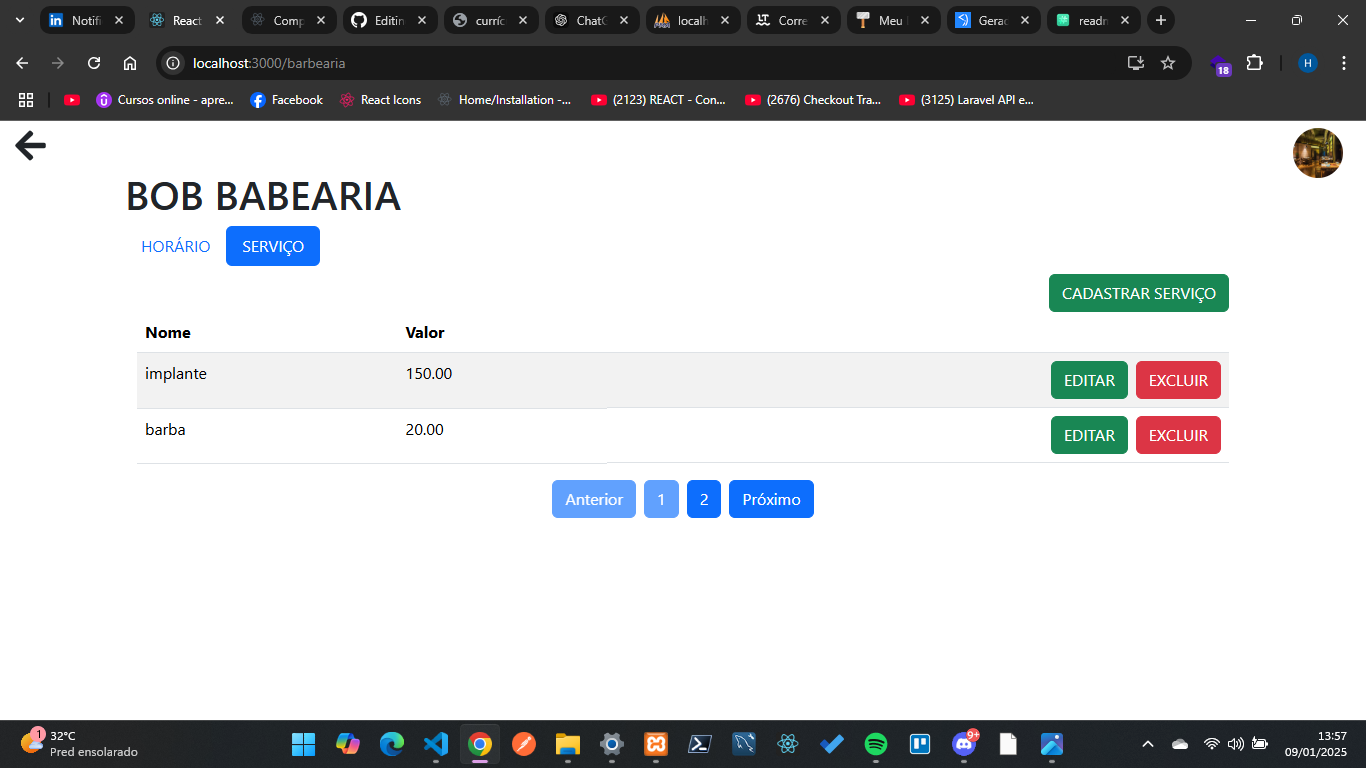 Notifi
React
Comp
Editin
curríc
ChatG
localh
Corre
Meu
Gerac
readn
localhost:3000/barbearia
18
H
Cursos online - apre...
Facebook
React Icons
Home/Installation -...
(2123) REACT - Con...
(2676) Checkout Tra...
(3125) Laravel API e...
BOB BABEARIA
HORÁRIO
SERVIÇO
CADASTRAR SERVIÇO
Nome Valor
implante 150.00 EDITAR EXCLUIR
barba 20.00 EDITAR EXCLUIR
Anterior 1 2 Próximo
1
32°C
Pred ensolarado
9+
13:57
09/01/2025